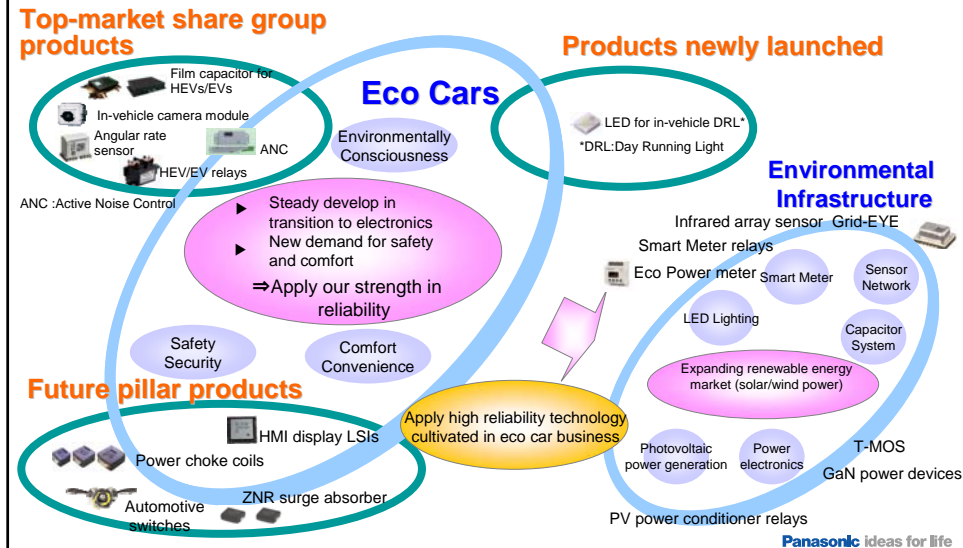 Top-market share group
products
Film capacitor for
HEVs/EVs
In-vehicle camera module
Angular rate
sensor
ANC
HEV/EV relays
ANC :Active Noise Control
Eco Cars
Environmentally
Consciousness
▶ Steady develop in
transition to electronics
▶ New demand for safety
and comfort
⇒Apply our strength in
reliability
Safety
Security
Comfort
Convenience
Products newly launched
LED for in-vehicle DRL*
*DRL:Day Running Light
Environmental
Infrastructure
Infrared array sensor Grid-EYE
Smart Meter relays
Eco Power meter
Smart Meter
Sensor
Network
LED Lighting
Capacitor
System
Expanding renewable energy
market (solar/wind power)
Photovoltaic
power generation
Power
electronics
T-MOS
GaN power devices
PV power conditioner relays
Apply high reliability technology
cultivated in eco car business
Future pillar products
HMI display LSIs
Power choke coils
Automotive
switches
ZNR surge absorber
Panasonic ideas for life